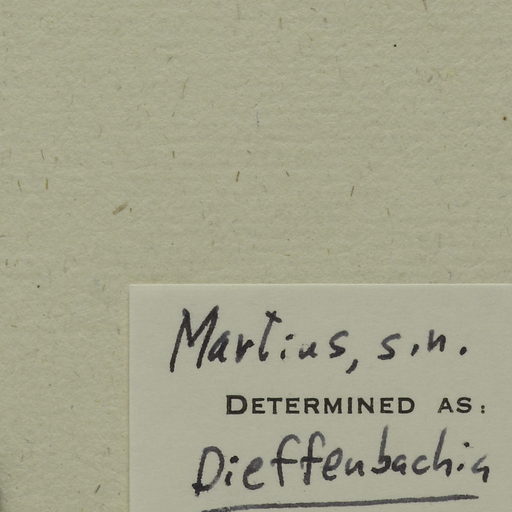 Martius, s.n.
DETERMINED AS:
Dieffenbachia